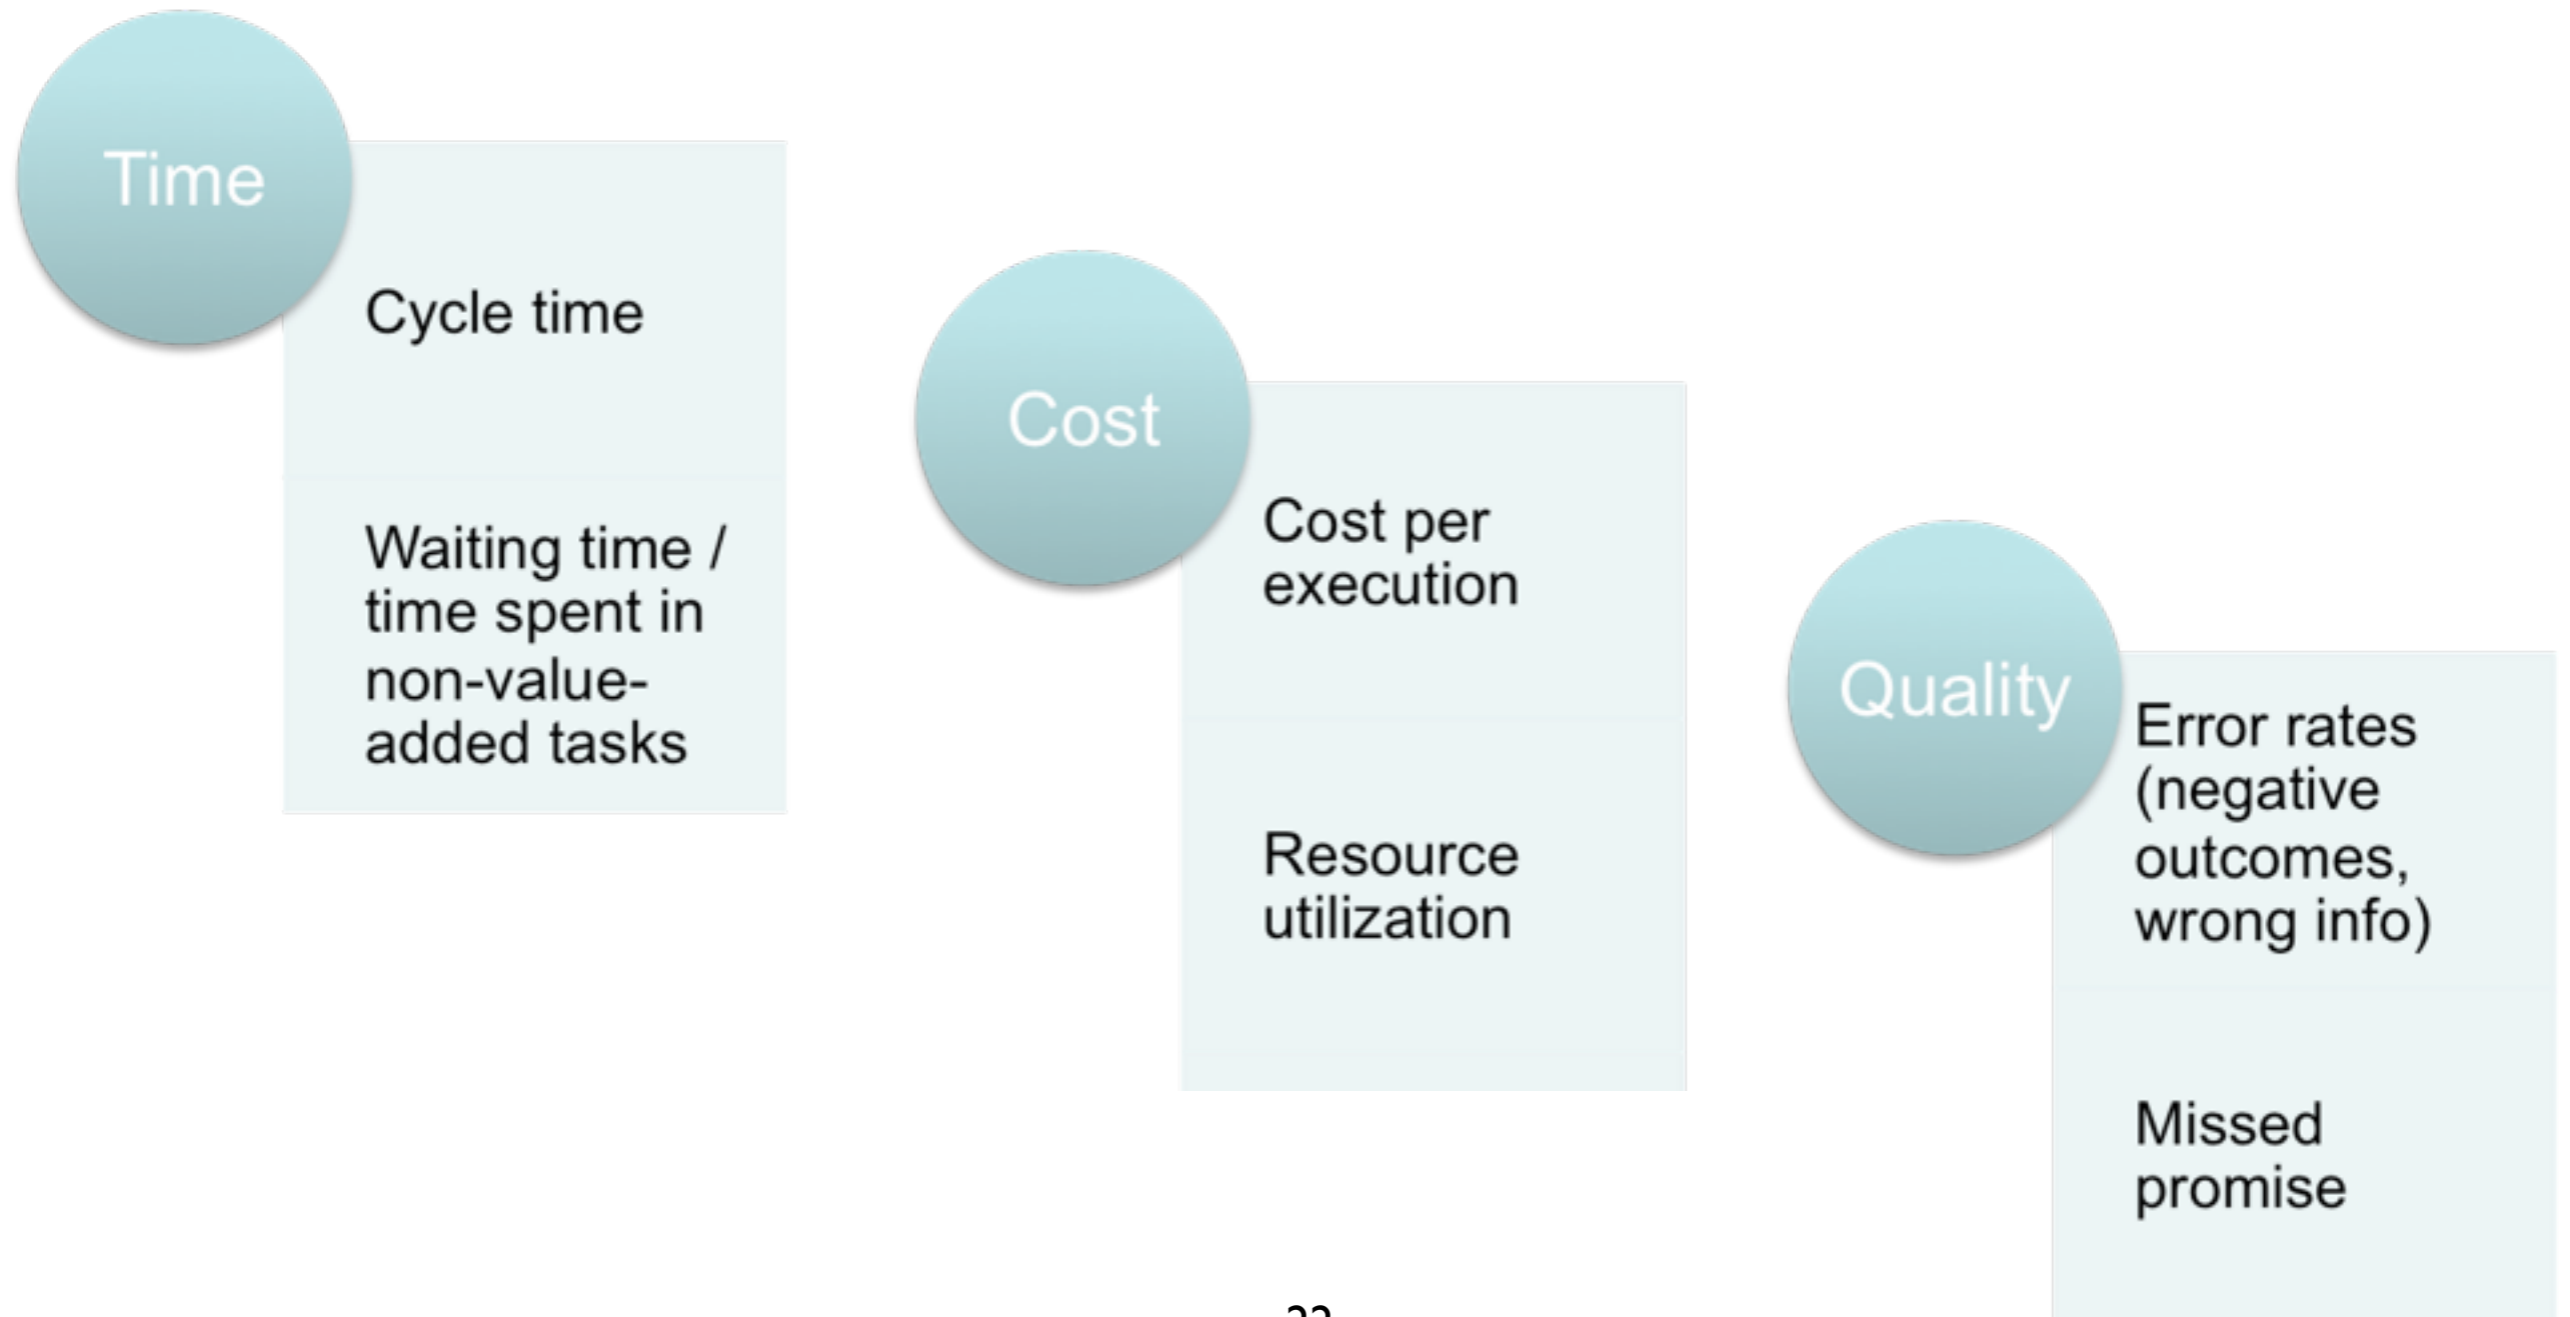 Time
Cycle time
Waiting time /
time spent in
non-value-
added tasks
Cost
Cost per
execution
Resource
utilization
Quality
Error rates
(negative
outcomes,
wrong info)
Missed
promise